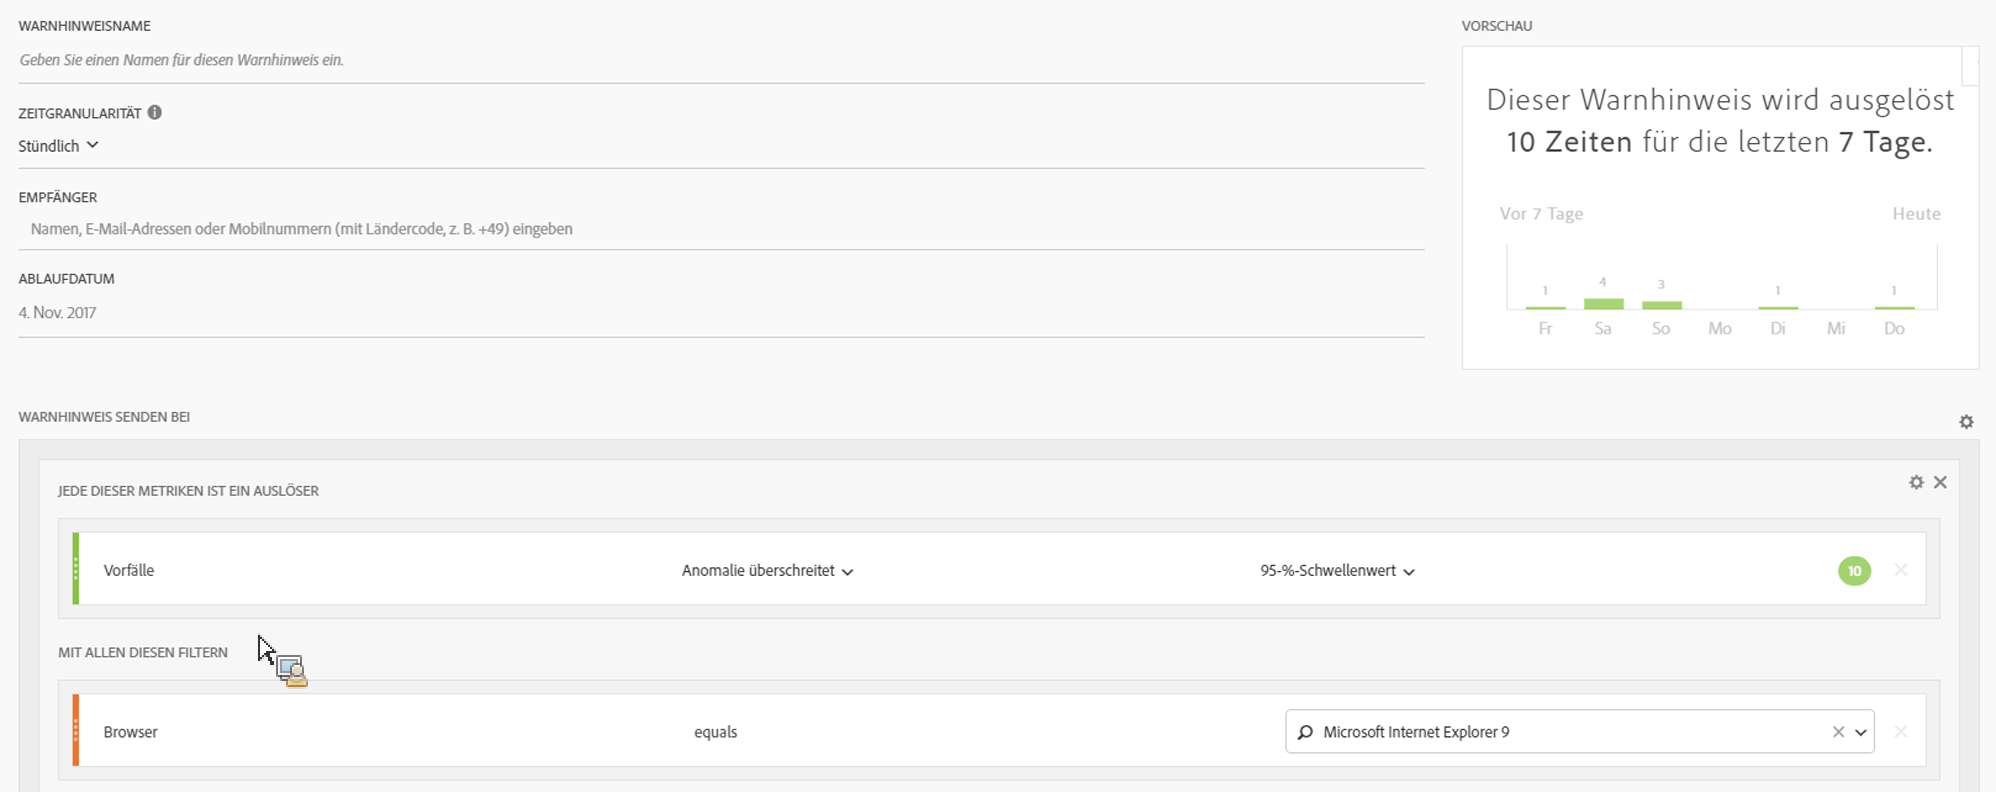 WARNHINWEISNAME
Geben Sie einen Namen für diesen Warnhinweis ein.
ZEITGRANULARITÄT
Stündlich
EMPFÄNGER
Namen, E-Mail-Adressen oder Mobilnummern (mit Ländercode, z. B. +49) eingeben
ABLAUFDATUM
4. Nov. 2017
VORSCHAU
Dieser Warnhinweis wird ausgelöst
10 Zeiten für die letzten 7 Tage.
Vor 7 Tage Heute
1 4 3 1 1
Fr Sa So Mo Di Mi Do
WARNHINWEIS SENDEN BEI
JEDE DIESER METRIKEN IST EIN AUSLÖSER
Vorfälle Anomalie überschreitet 95-%-Schwellenwert 10
MIT ALLEN DIESEN FILTERN
Browser equals Microsoft Internet Explorer 9